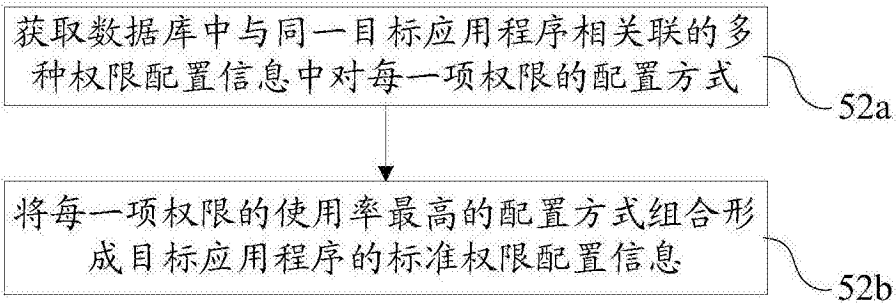 获取数据库中与同一目标应用程序相关联的多
种权限配置信息中对每一项权限的配置方式
52a
将每一项权限的使用率最高的配置方式组合形
成目标应用程序的标准权限配置信息
52b